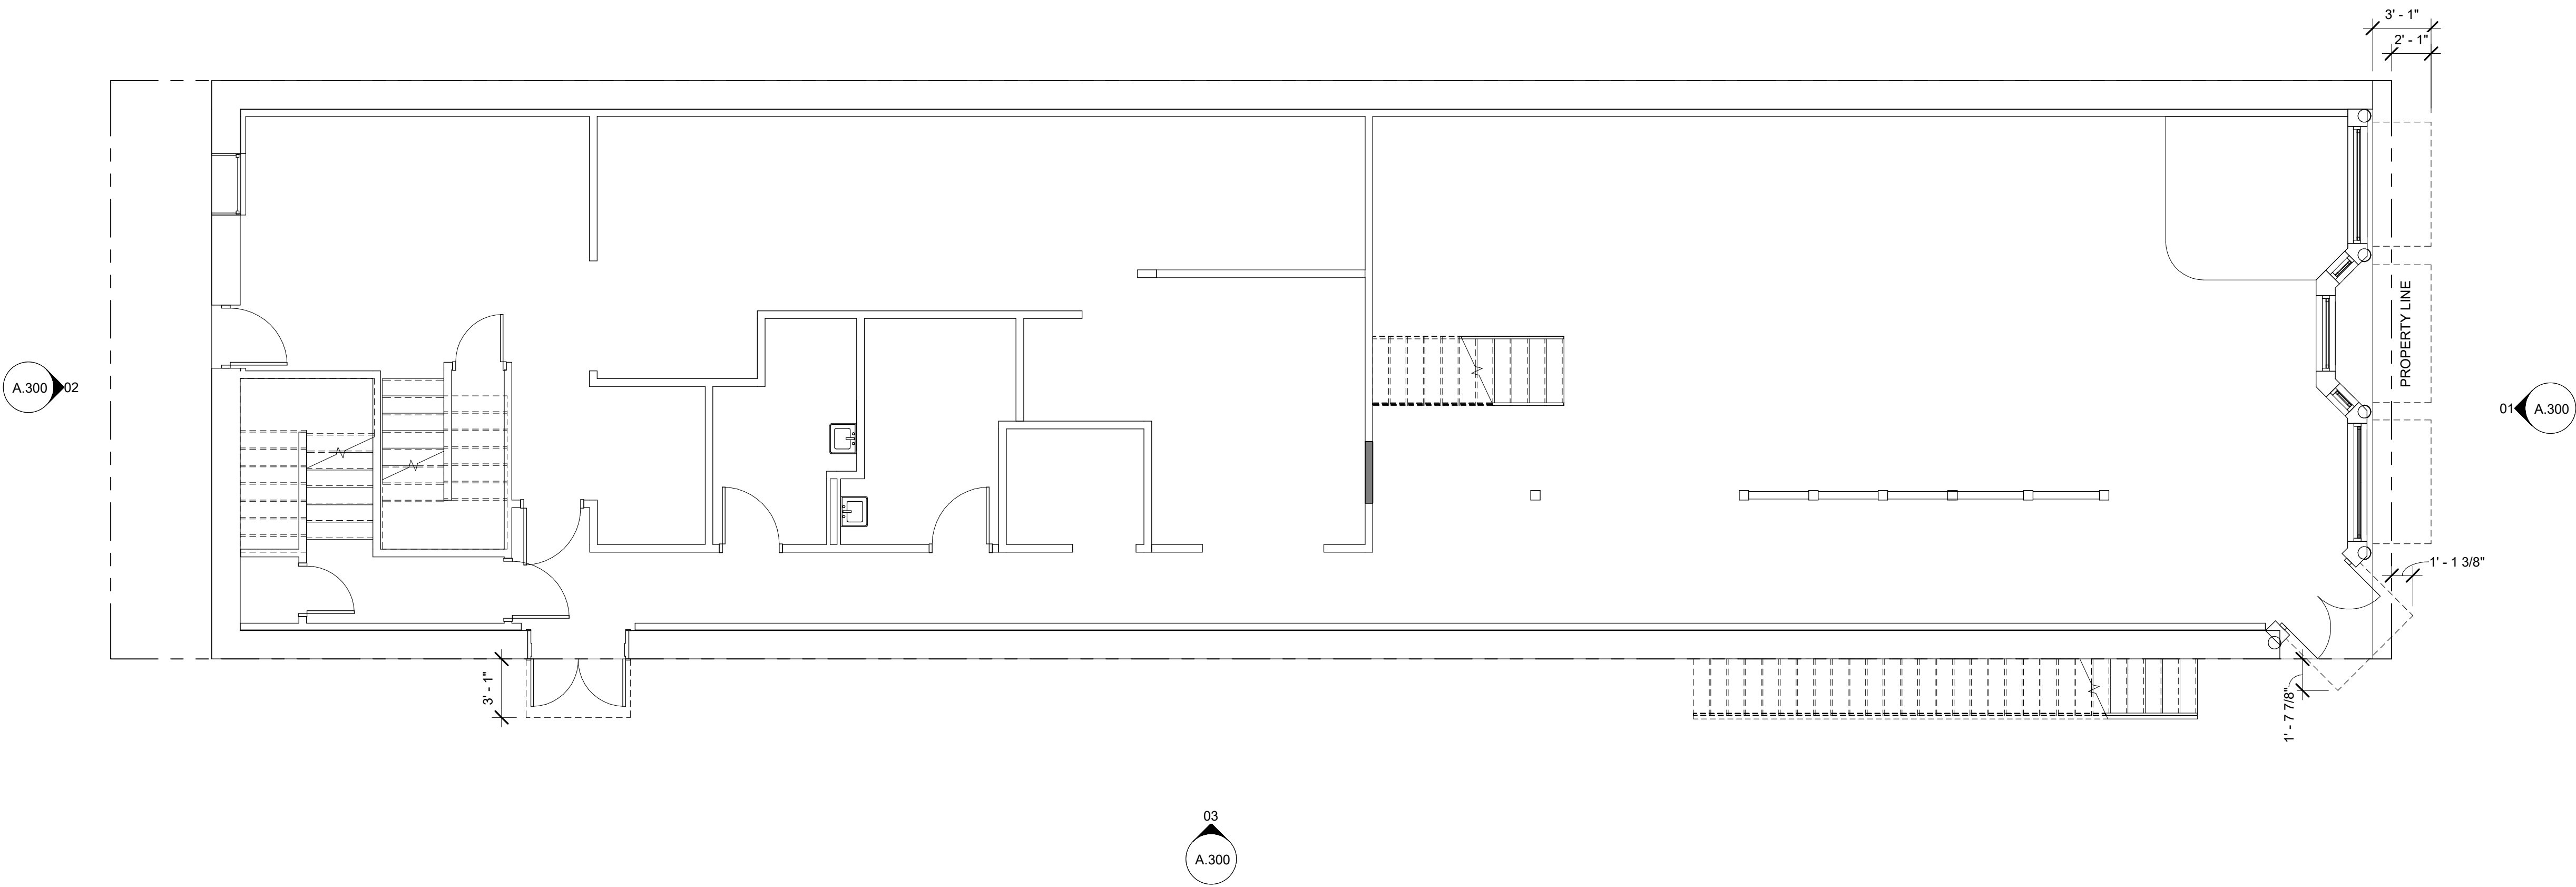 3' - 1"
2' - 1"
PROPERTY LINE
A.300
02
01
A.300
1' - 1 3/8"
3' - 1"
1' - 7 7/8"
03
A.300